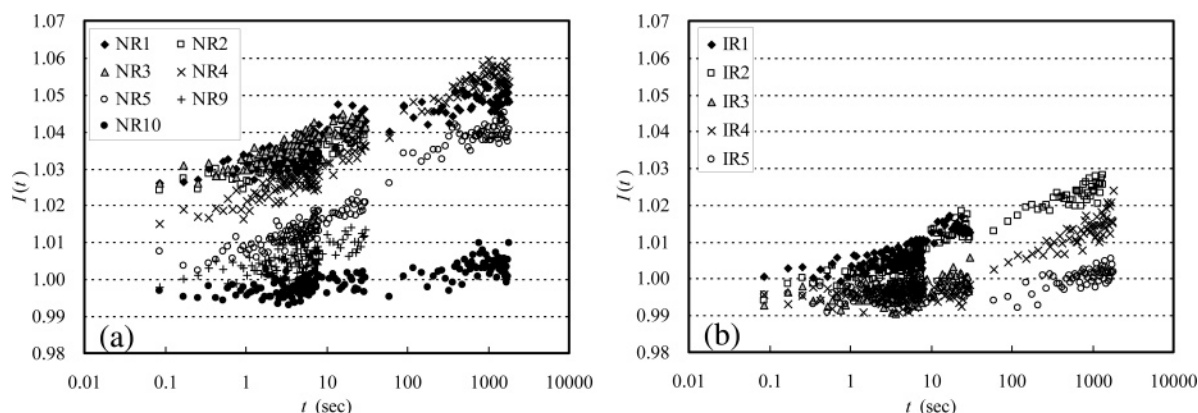 1.07
1.06
1.05
1.04
1.03
1.02
1.01
1.00
0.99
0.98
I(t)
NR1 NR2
NR3 NR4
NR5 NR9
NR10
(a)
0.01 0.1 1 10 100 1000 10000
t (sec)
1.07
1.06
1.05
1.04
1.03
1.02
1.01
1.00
0.99
0.98
I(t)
IR1
IR2
IR3
IR4
IR5
(b)
0.01 0.1 1 10 100 1000 10000
t (sec)